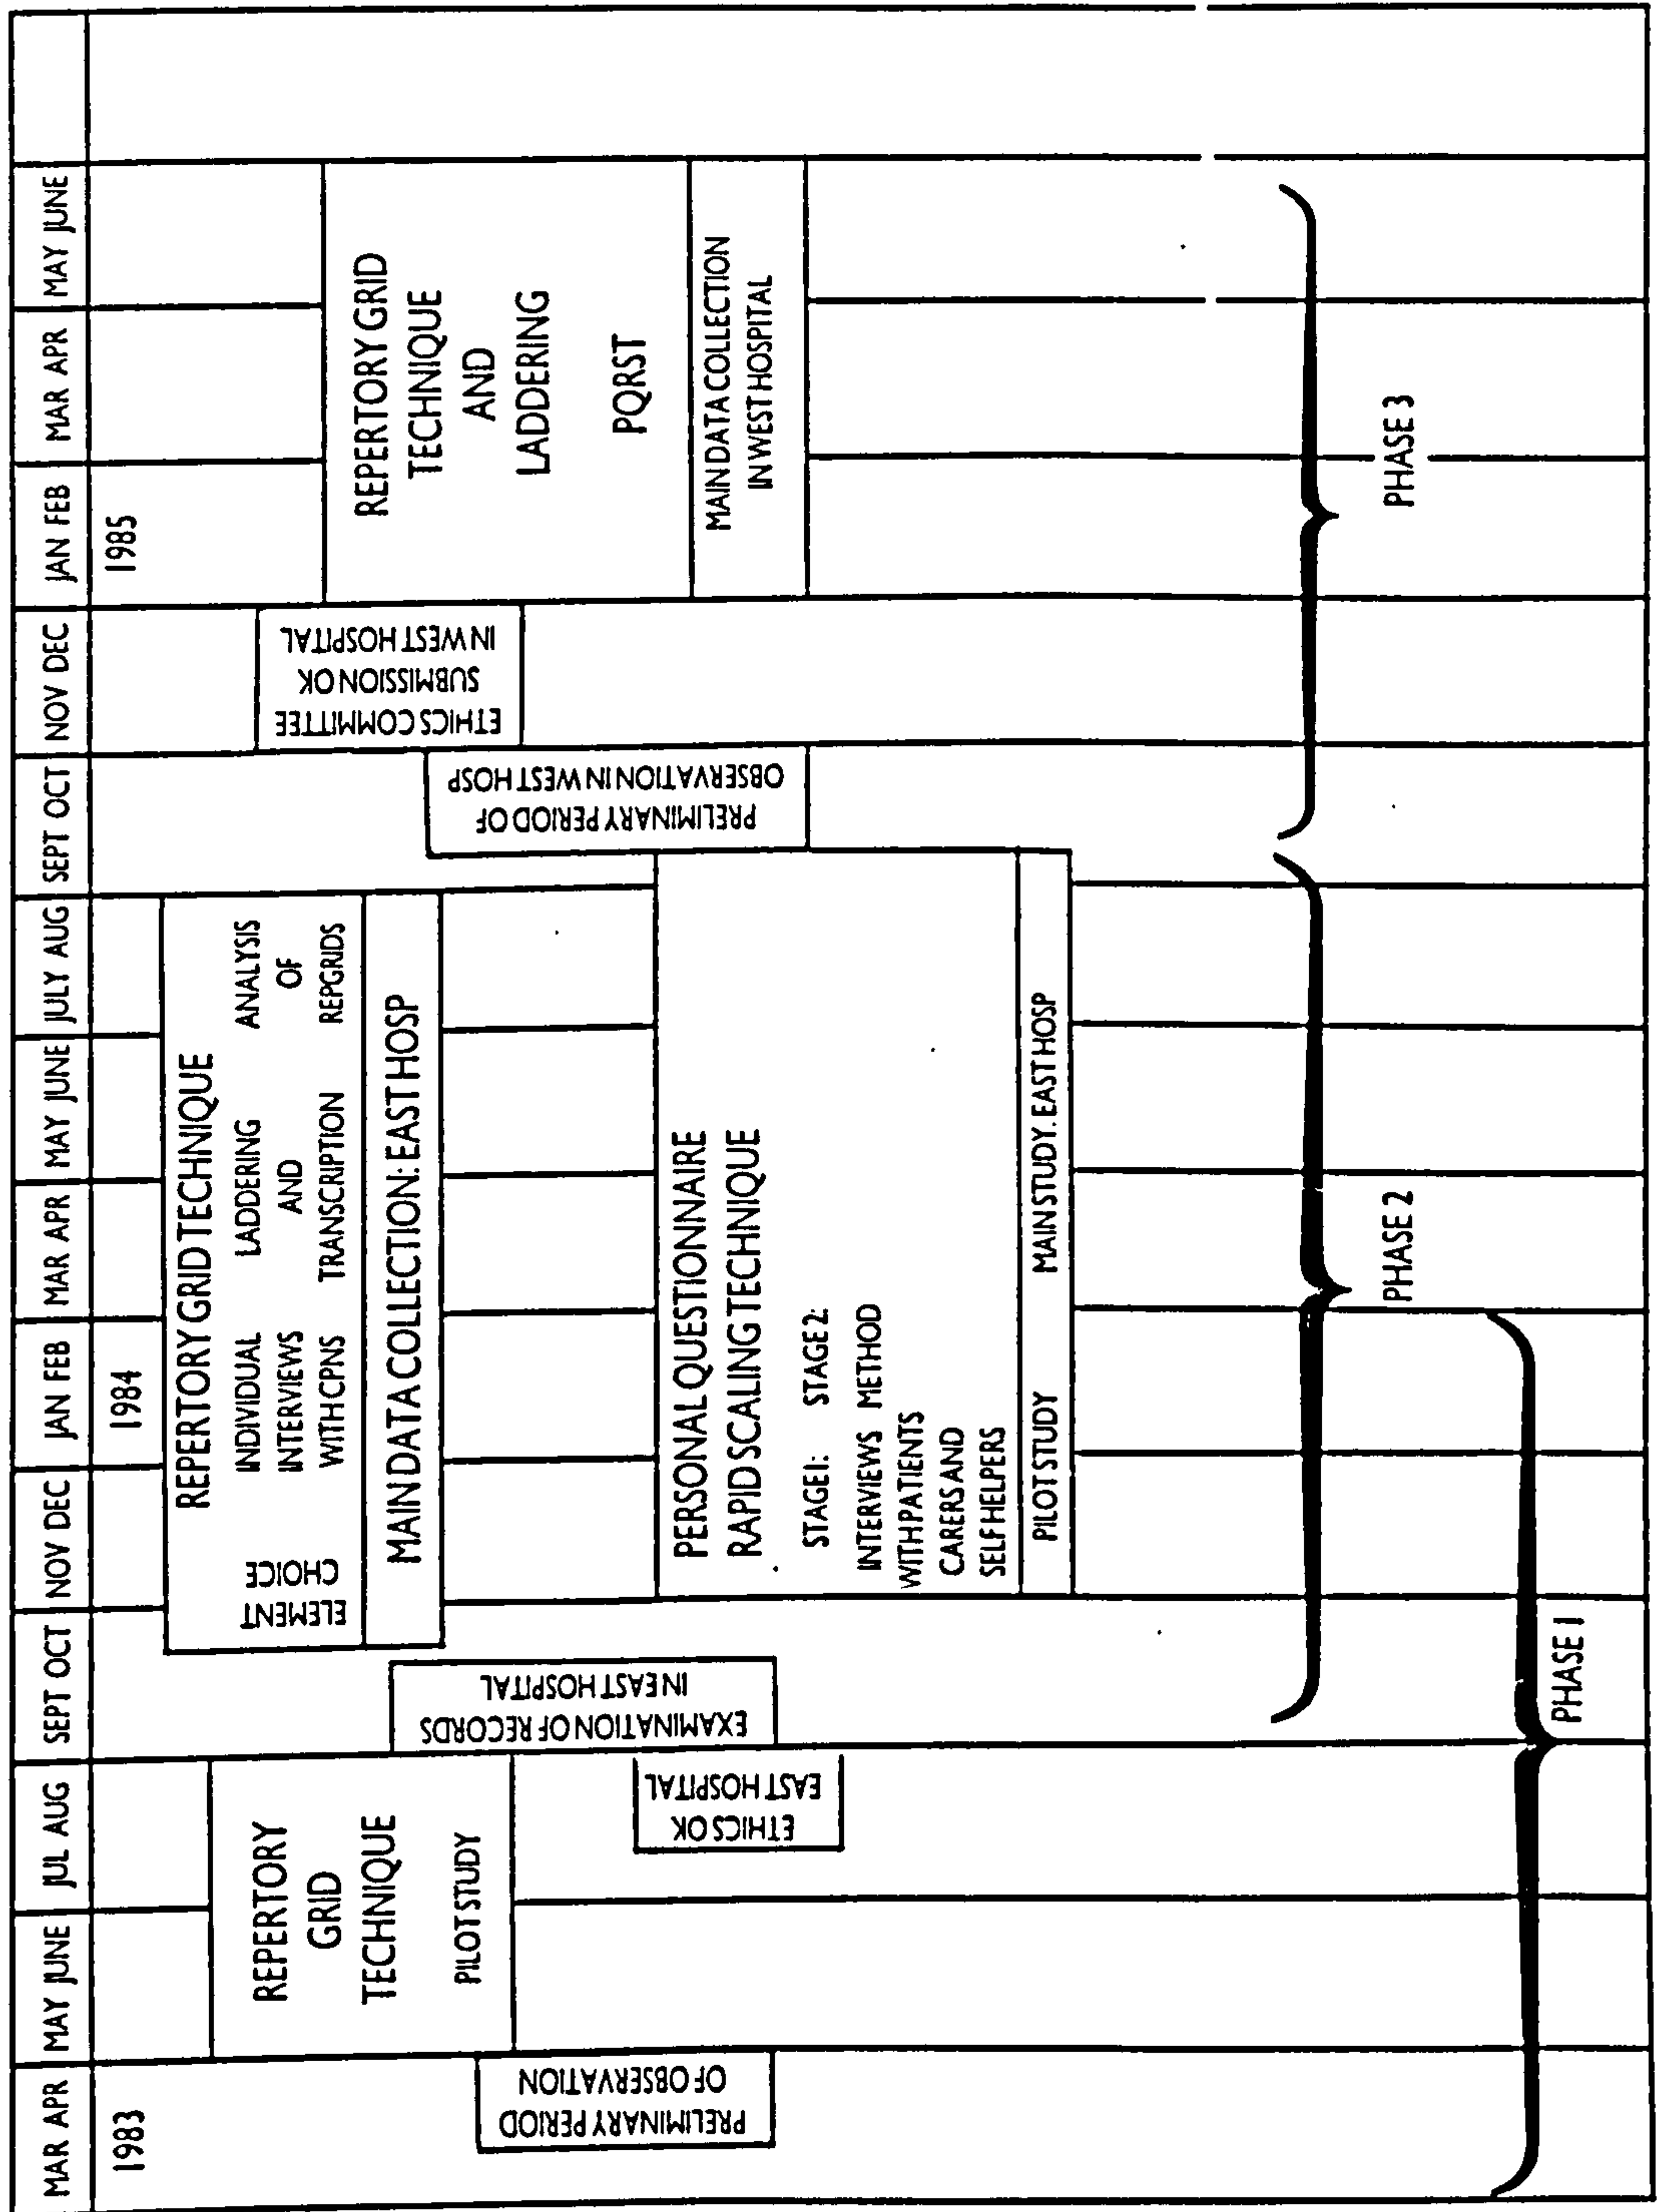 MAR APR
MAY JUNE
JUL AUG
SEPT OCT
NOV DEC
JAN FEB
MAR APR
MAY JUNE
JULY AUG
SEPT OCT
NOV DEC
JAN FEB
MAR APR
MAY JUNE
1983
1984
1985
PRELIMINARY PERIOD
OF OBSERVATION
REPERTORY
GRID
TECHNIQUE
PILOT STUDY
ETHICS OK
EAST HOSPITAL
EXAMINATION OF RECORDS
IN EAST HOSPITAL
REPERTORY GRID TECHNIQUE
ELEMENT
CHOICE
INDIVIDUAL
INTERVIEWS
WITH CPNS
LADDERING
AND
TRANSCRIPTION
ANALYSIS
OF
REPGRIDS
MAIN DATA COLLECTION: EAST HOSP
PERSONAL QUESTIONNAIRE
RAPID SCALING TECHNIQUE
STAGE 1:
INTERVIEWS
WITH PATIENTS
CARERS AND
SELF HELPERS
STAGE 2:
METHOD
PILOT STUDY
MAIN STUDY. EAST HOSP
PRELIMINARY PERIOD OF
OBSERVATION IN WEST HOSP
ETHICS COMMITTEE
SUBMISSION OK
IN WEST HOSPITAL
REPERTORY GRID
TECHNIQUE
AND
LADDERING
PQRST
MAIN DATA COLLECTION
IN WEST HOSPITAL
PHASE 1
PHASE 2
PHASE 3